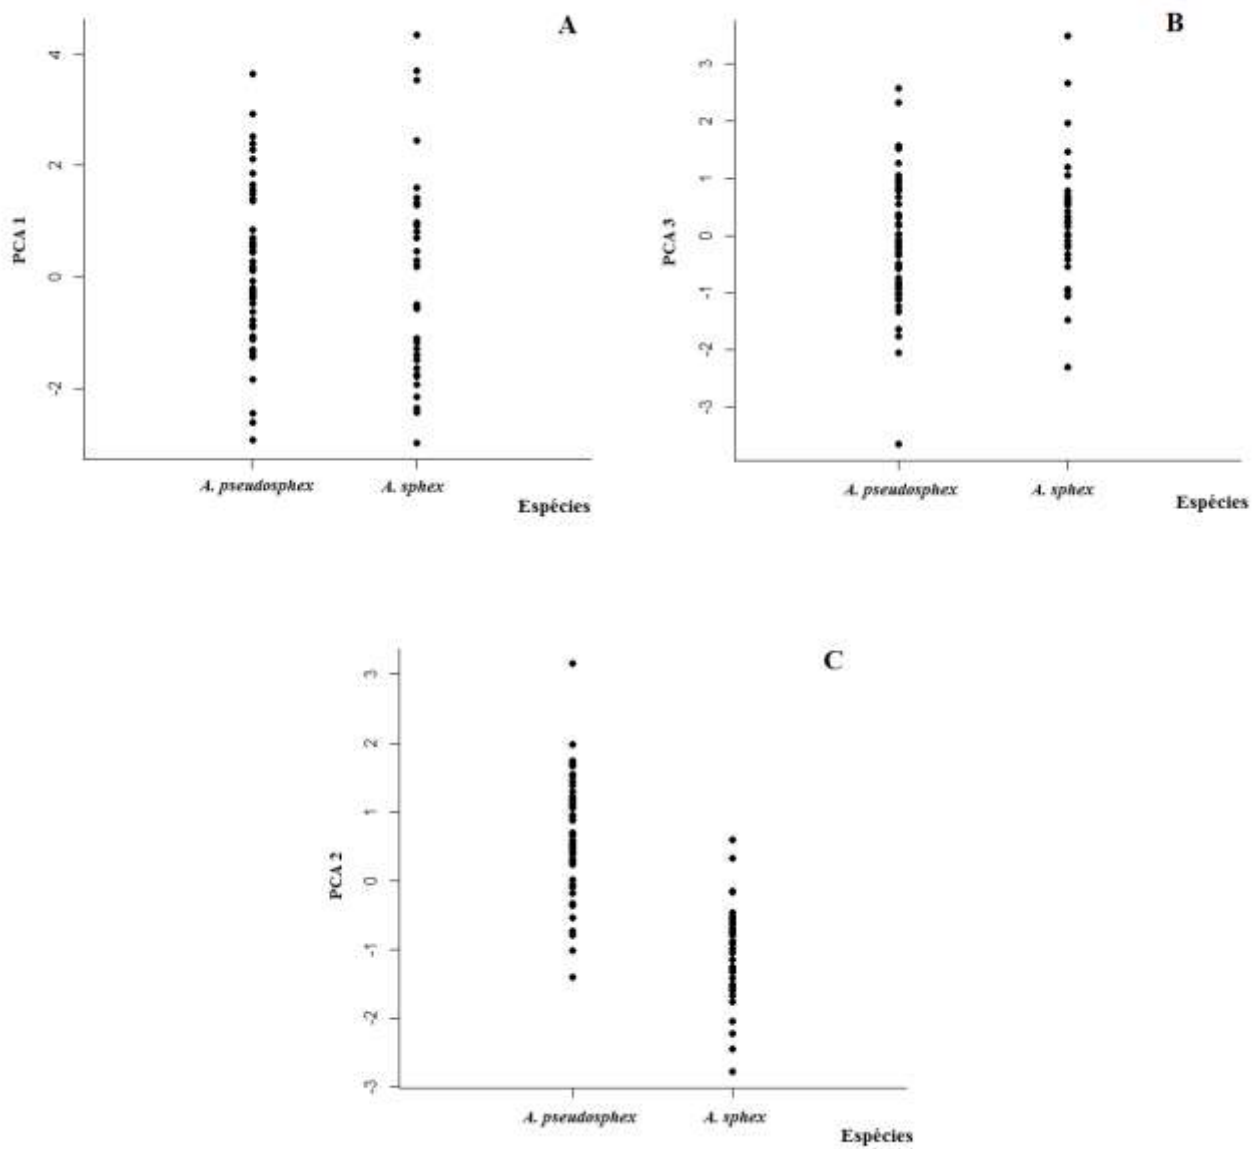 A
4
2
0
-2
PCA 1
A. pseudosphex
A. sphex
Espécies
B
3
2
1
0
-1
-2
-3
PCA 3
A. pseudosphex
A. sphex
Espécies
C
3
2
1
0
-1
-2
-3
PCA 2
A. pseudosphex
A. sphex
Espécies